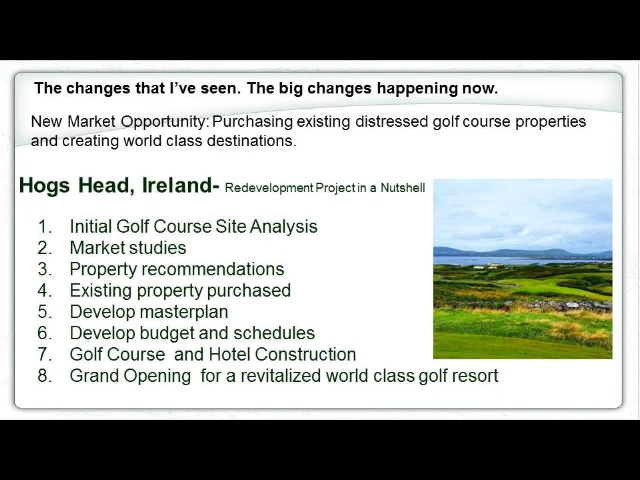 The changes that I've seen. The big changes happening now.
New Market Opportunity: Purchasing existing distressed golf course properties
and creating world class destinations.
Hogs Head, Ireland- Redevelopment Project in a Nutshell
1. Initial Golf Course Site Analysis
2. Market studies
3. Property recommendations
4. Existing property purchased
5. Develop masterplan
6. Develop budget and schedules
7. Golf Course and Hotel Construction
8. Grand Opening for a revitalized world class golf resort